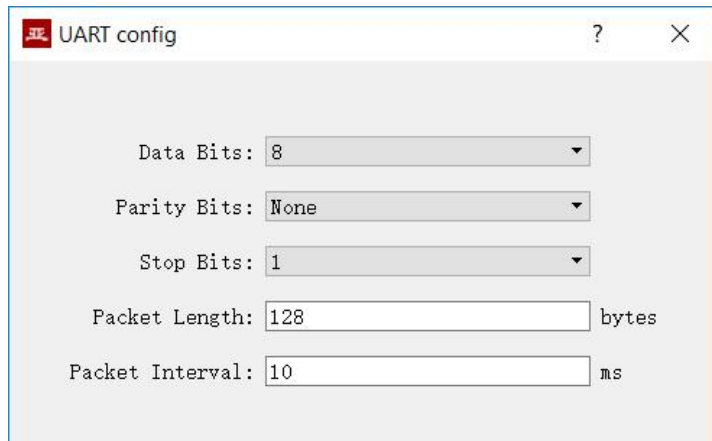 UART config ?
Data Bits: 8
Parity Bits: None
Stop Bits: 1
Packet Length: 128 bytes
Packet Interval: 10 ms